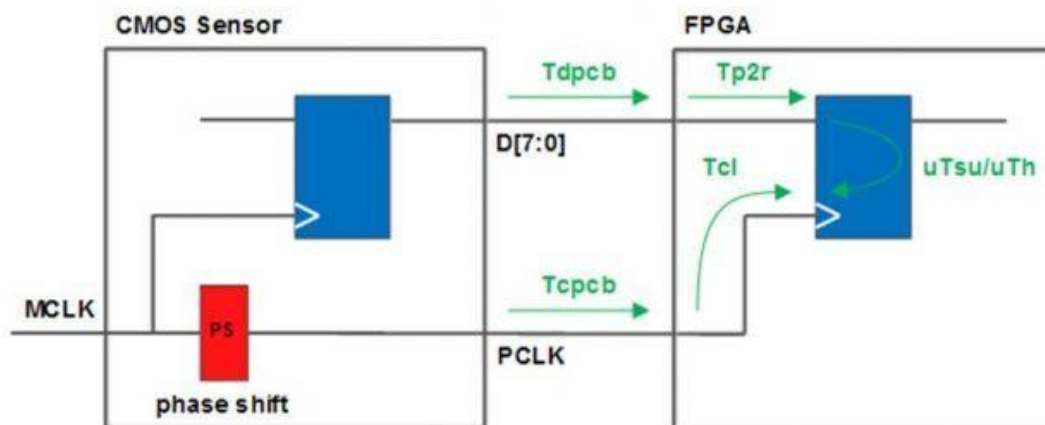 CMOS Sensor
FPGA
Tdpcb
Tp2r
D[7:0]
Tcl
uTsu/uTh
MCLK
PS
Tcpcb
PCLK
phase shift